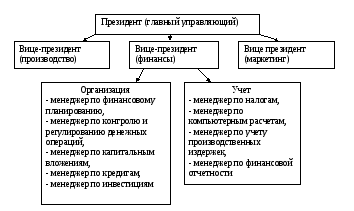 Президент (главный управляющий)
Вице-президент
(производство)
Вице-президент
(финансы)
Вице президент
(маркетинг)
Организация
- менеджер по финансовому
планированию,
- менеджер по контролю и
регулированию денежных
операций,
- менеджер по капитальным
вложениям,
- менеджер по кредитам,
- менеджер по инвестициям
Учет
- менеджер по налогам,
- менеджер по
компьютерным расчетам,
- менеджер по учету
производственных
издержек,
- менеджер по финансовой
отчетности